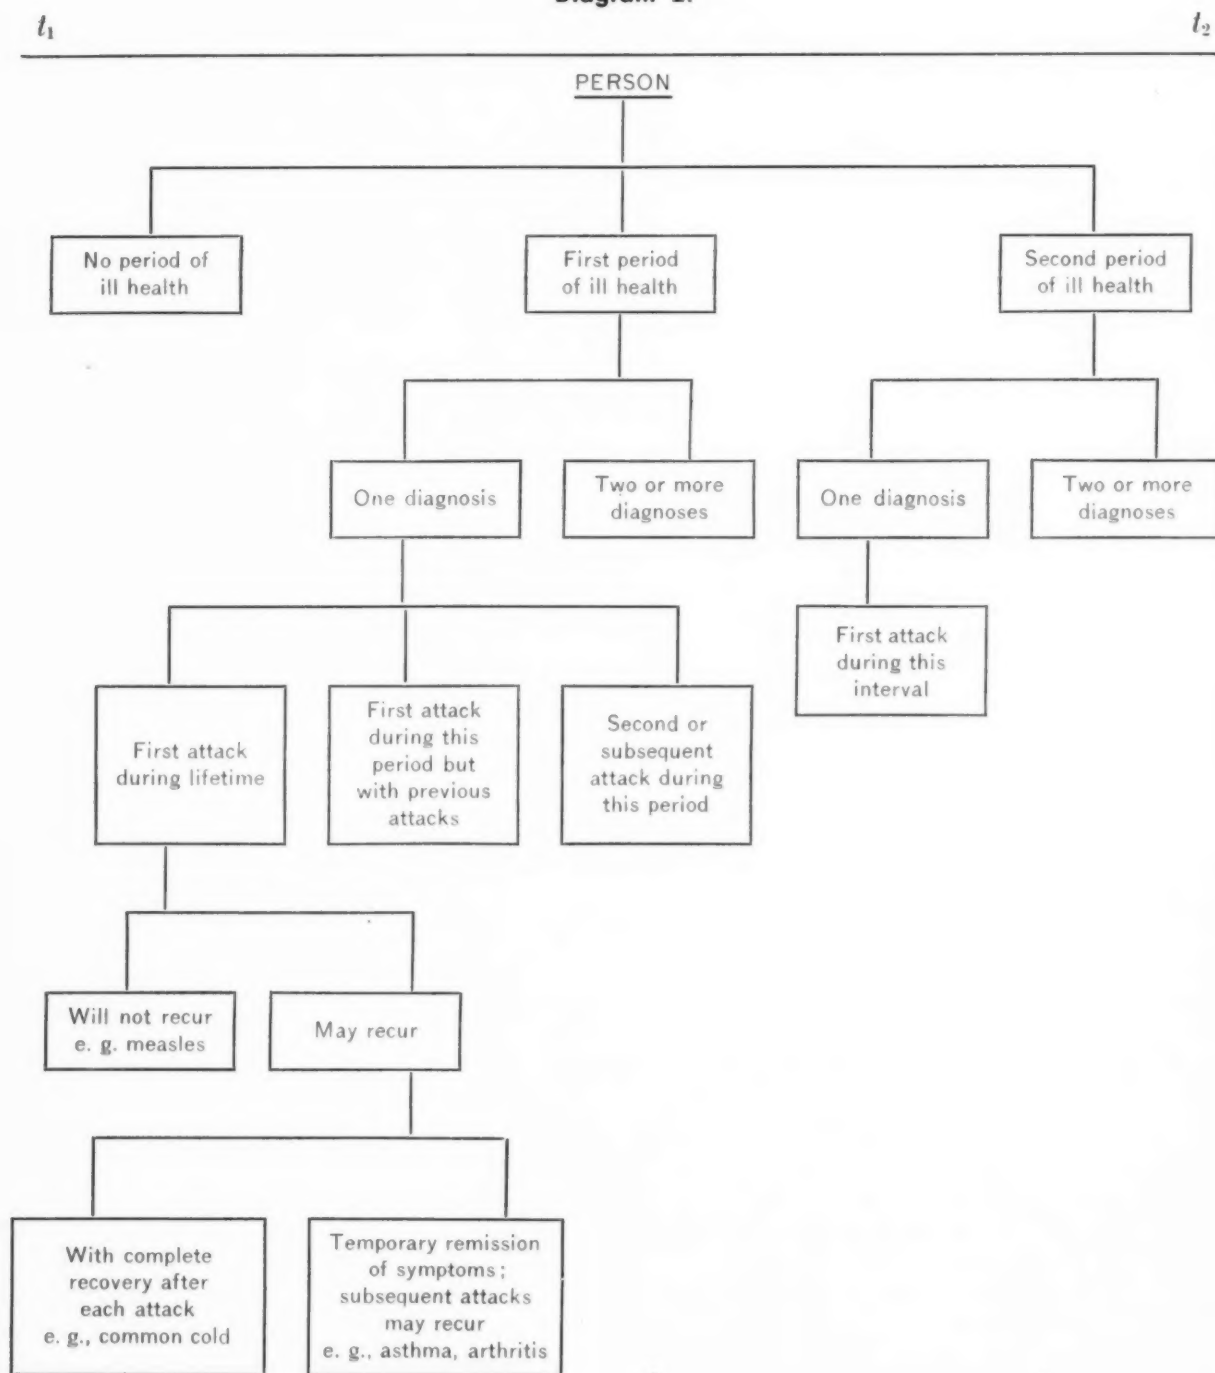 t₁
t₂
PERSON
No period of
ill health
First period
of ill health
Second period
of ill health
One diagnosis
Two or more
diagnoses
One diagnosis
Two or more
diagnoses
First attack
during this
interval
First attack
during lifetime
First attack
during this
period but
with previous
attacks
Second or
subsequent
attack during
this period
Will not recur
e. g. measles
May recur
With complete
recovery after
each attack
e. g., common cold
Temporary remission
of symptoms;
subsequent attacks
may recur
e. g., asthma, arthritis